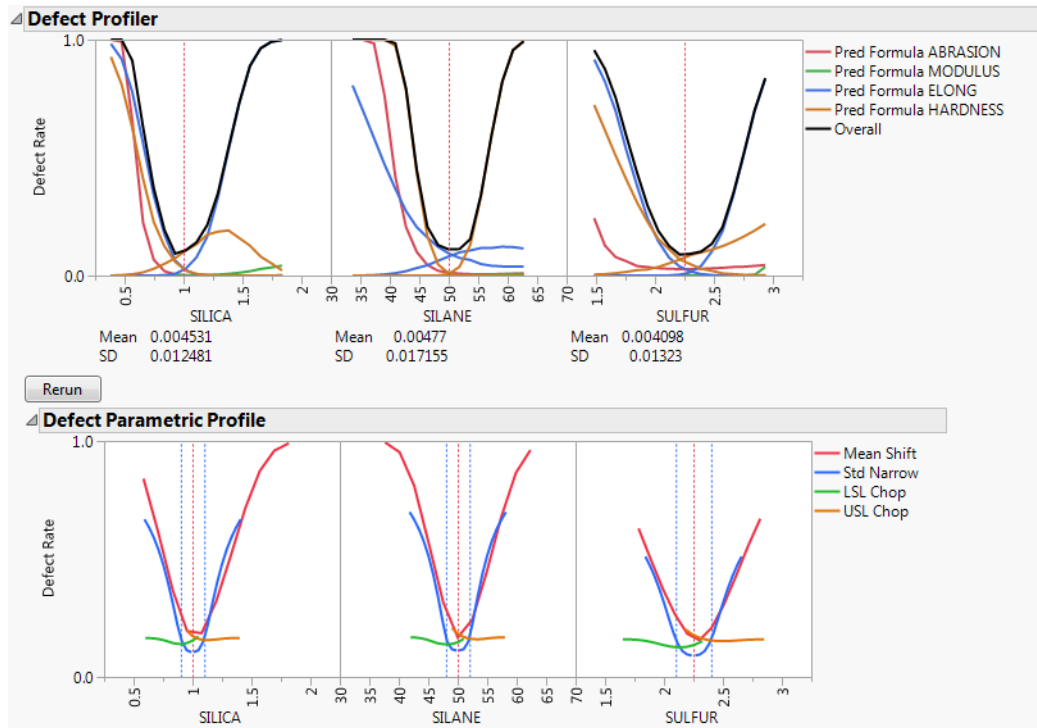 Defect Profiler
1.0
0.0
Defect Rate
0.5 1 1.5 2
30 35 40 45 50 55 60 65 70
1.5 2 2.5 3
SILICA SILANE SULFUR
Mean 0.004531 Mean 0.00477 Mean 0.004098
SD 0.012481 SD 0.017155 SD 0.01323
Pred Formula ABRASION
Pred Formula MODULUS
Pred Formula ELONG
Pred Formula HARDNESS
Overall
Rerun
Defect Parametric Profile
1.0
0.0
Defect Rate
0.5 1 1.5 2
30 35 40 45 50 55 60 65 70
1.5 2 2.5 3
SILICA SILANE SULFUR
Mean Shift
Std Narrow
LSL Chop
USL Chop